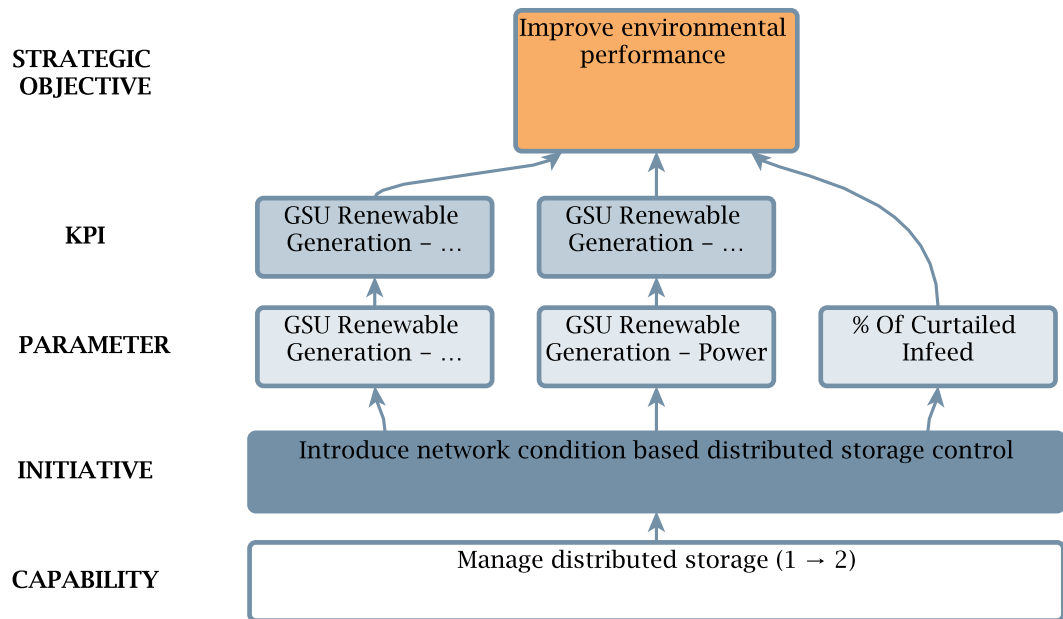 STRATEGIC
OBJECTIVE
Improve environmental
performance
KPI
GSU Renewable
Generation – …
GSU Renewable
Generation – …
PARAMETER
GSU Renewable
Generation – …
GSU Renewable
Generation – Power
% Of Curtailed
Infeed
INITIATIVE
Introduce network condition based distributed storage control
CAPABILITY
Manage distributed storage (1 → 2)